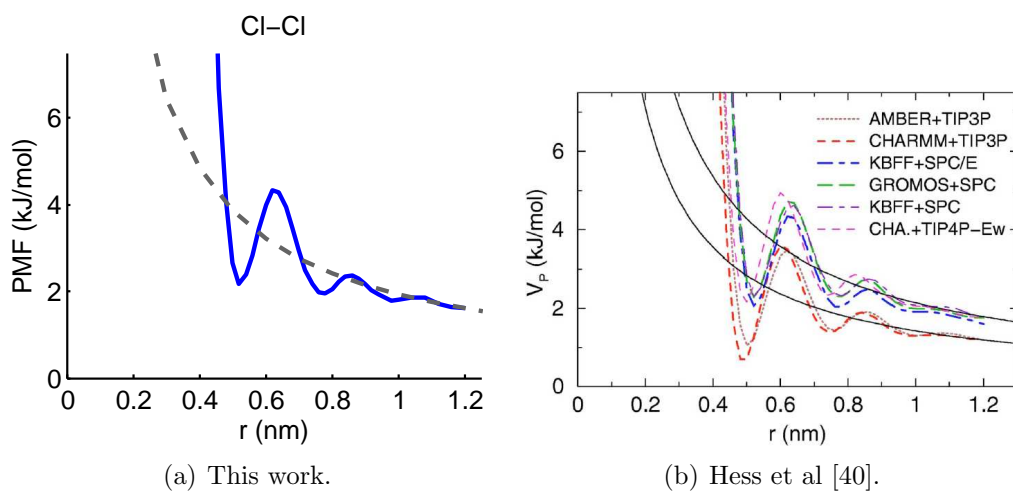 Cl−Cl
PMF (kJ/mol)
6
4
2
0
0 0.2 0.4 0.6 0.8 1 1.2
r (nm)
(a) This work.
V_P (kJ/mol)
6
4
2
0
AMBER+TIP3P
CHARMM+TIP3P
KBFF+SPC/E
GROMOS+SPC
KBFF+SPC
CHA.+TIP4P−Ew
0 0.2 0.4 0.6 0.8 1 1.2
r (nm)
(b) Hess et al [40].